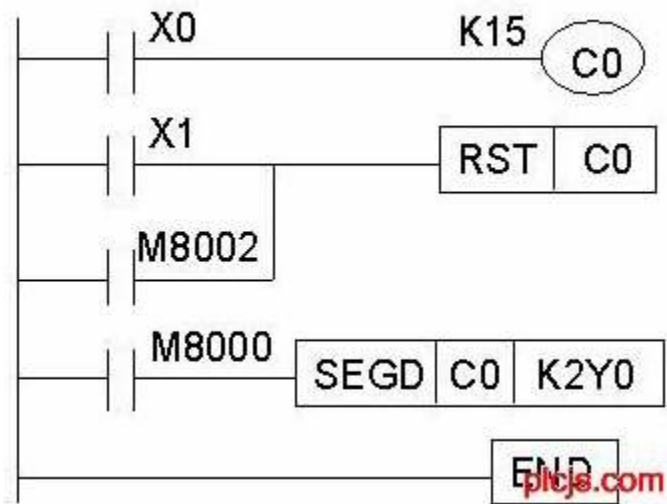 X0 K15 C0
X1 RST C0
M8002
M8000 SEGD C0 K2Y0
END
plcjs.com